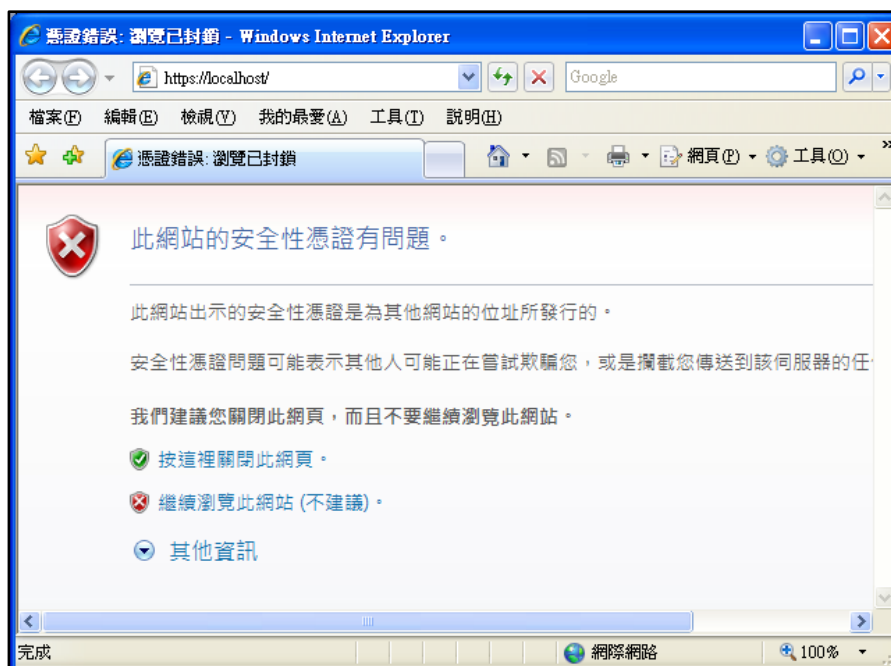 憑證錯誤: 瀏覽已封鎖 - Windows Internet Explorer
https://localhost/
Google
檔案(F) 編輯(E) 檢視(V) 我的最愛(A) 工具(T) 說明(H)
憑證錯誤: 瀏覽已封鎖
網頁(P)
工具(O)
此網站的安全性憑證有問題。
此網站出示的安全性憑證是為其他網站的位址所發行的。
安全性憑證問題可能表示其他人可能正在嘗試欺騙您，或是攔截您傳送到該伺服器的任
我們建議您關閉此網頁，而且不要繼續瀏覽此網站。
按這裡關閉此網頁。
繼續瀏覽此網站 (不建議)。
其他資訊
完成
網際網路
100%